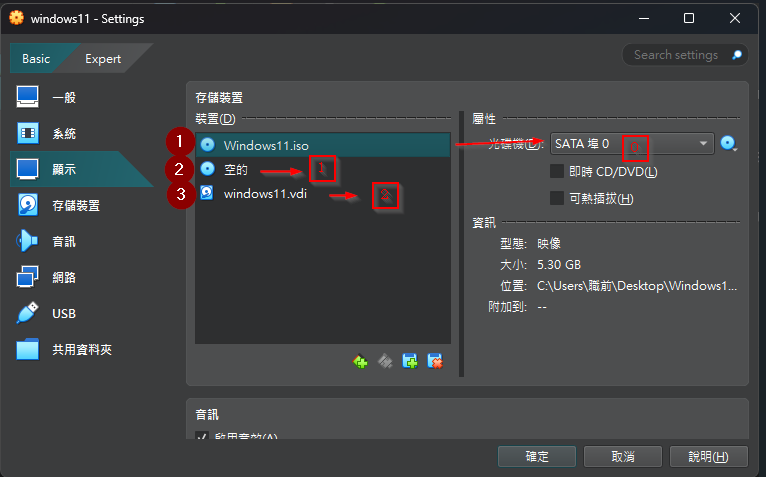 windows11 - Settings
Basic
Expert
Search settings
一般
系統
顯示
存儲裝置
音訊
網路
USB
共用資料夾
存儲裝置
裝置(D)
1
Windows11.iso
2
空的
3
windows11.vdi
屬性
光碟機(D):
SATA 埠 0
即時 CD/DVD(L)
可熱插拔(H)
資訊
型態: 映像
大小: 5.30 GB
位置: C:\Users\職前\Desktop\Windows1...
附加到: --
音訊
啟用音效(A)
確定
取消
說明(H)